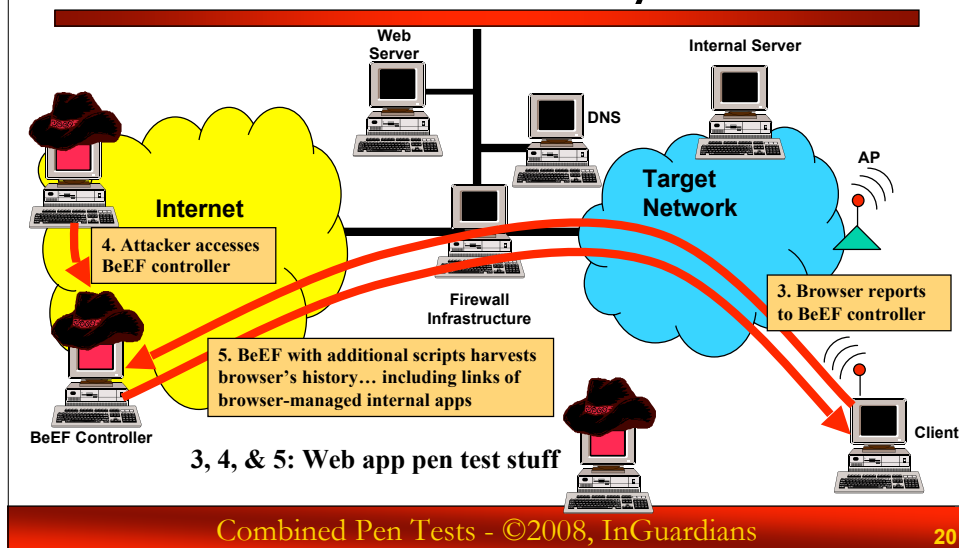 Web
Server
Internal Server
DNS
AP
Target
Network
Internet
4. Attacker accesses
BeEF controller
3. Browser reports
to BeEF controller
Firewall
Infrastructure
5. BeEF with additional scripts harvests
browser's history… including links of
browser-managed internal apps
BeEF Controller
Client
3, 4, & 5: Web app pen test stuff
Combined Pen Tests - ©2008, InGuardians
20